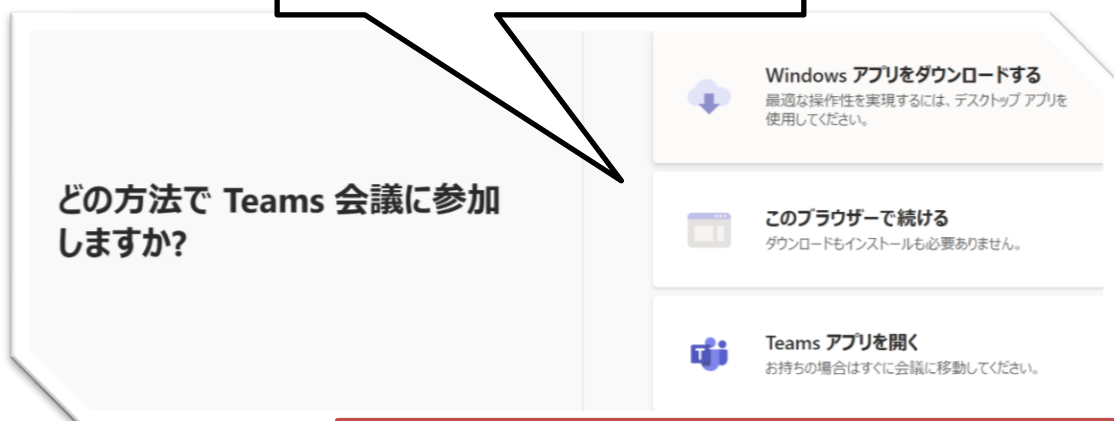 どの方法で Teams 会議に参加
しますか?
Windows アプリをダウンロードする
最適な操作性を実現するには、デスクトップ アプリを
使用してください。
このブラウザーで続ける
ダウンロードもインストールも必要ありません。
Teams アプリを開く
お持ちの場合はすぐに会議に移動してください。